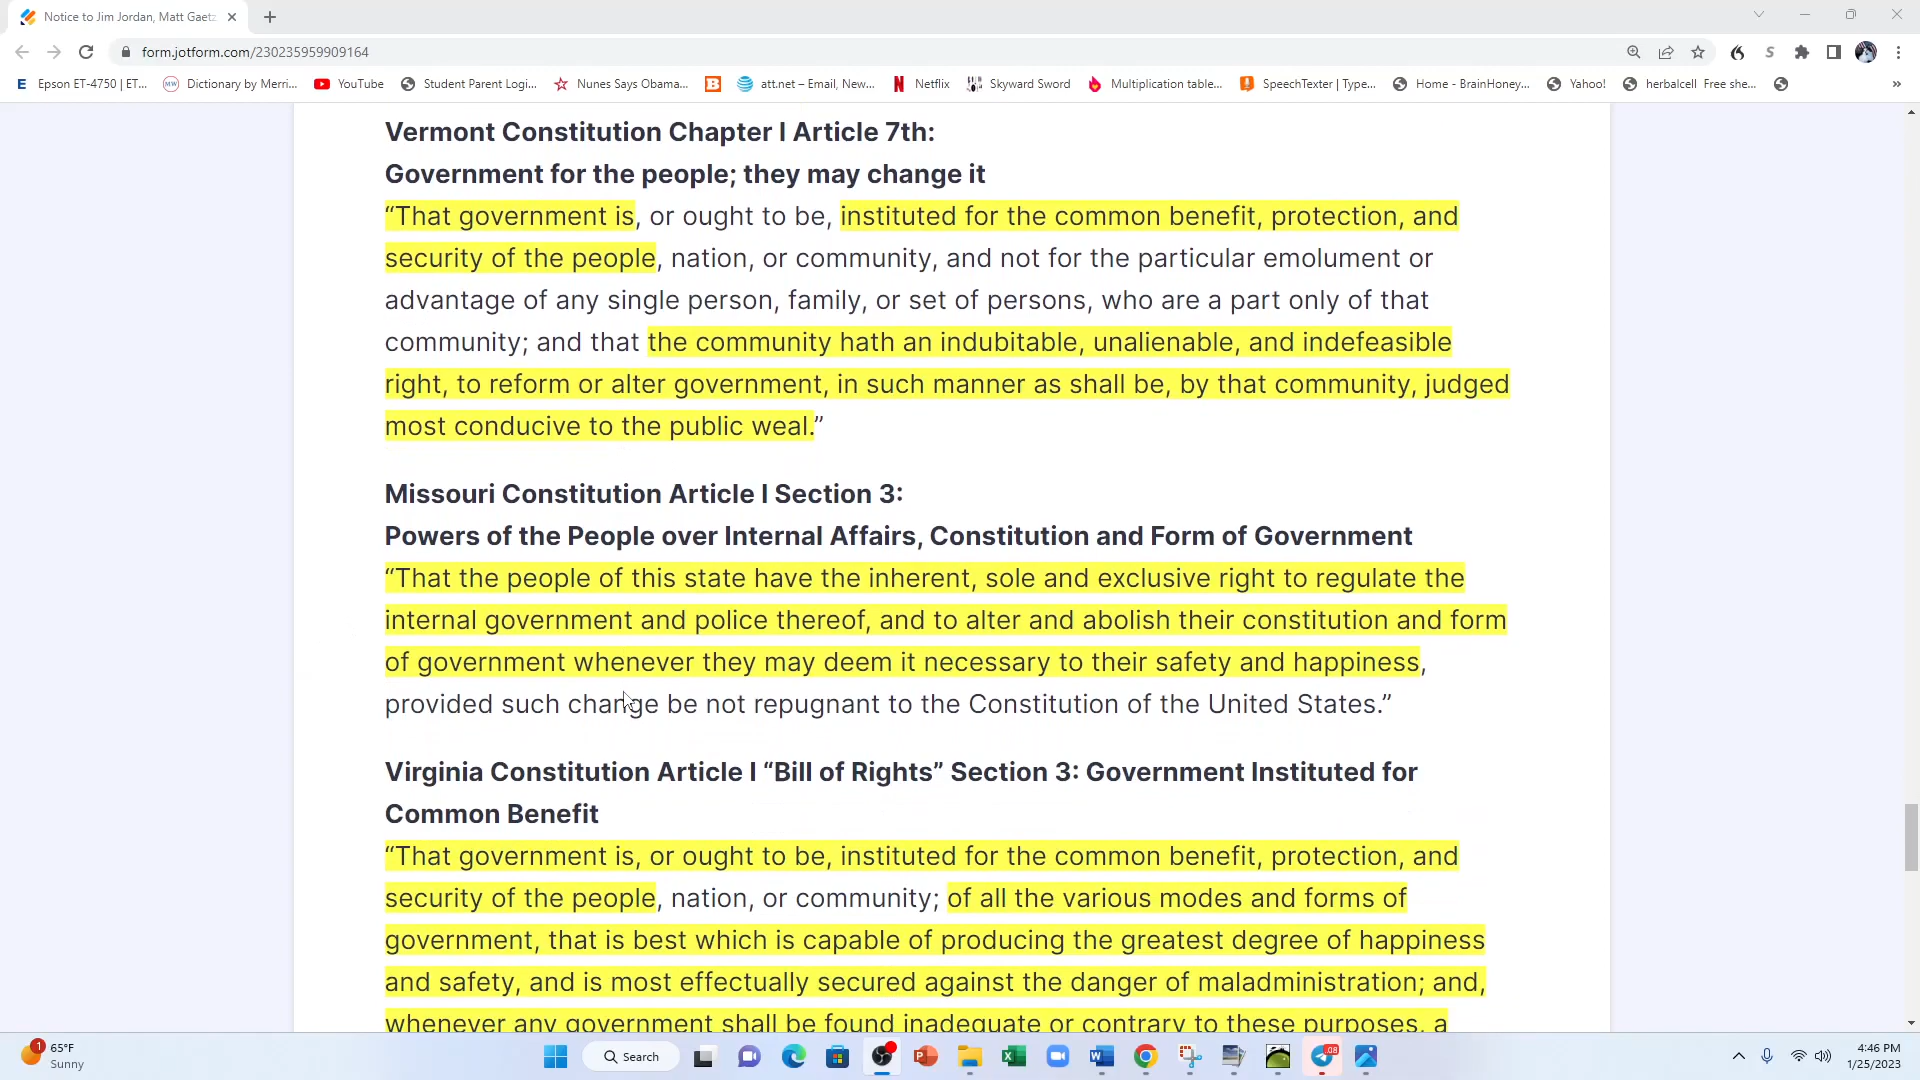 Notice to Jim Jordan, Matt Gaetz
form.jotform.com/230235959909164
Epson ET-4750 | ET...
Dictionary by Merri...
YouTube
Student Parent Logi...
Nunes Says Obama...
att.net – Email, New...
Netflix
Skyward Sword
Multiplication table...
SpeechTexter | Type...
Home - BrainHoney...
Yahoo!
herbalcell Free she...
Vermont Constitution Chapter I Article 7th:
Government for the people; they may change it
“That government is, or ought to be, instituted for the common benefit, protection, and
security of the people, nation, or community, and not for the particular emolument or
advantage of any single person, family, or set of persons, who are a part only of that
community; and that the community hath an indubitable, unalienable, and indefeasible
right, to reform or alter government, in such manner as shall be, by that community, judged
most conducive to the public weal.”
Missouri Constitution Article I Section 3:
Powers of the People over Internal Affairs, Constitution and Form of Government
“That the people of this state have the inherent, sole and exclusive right to regulate the
internal government and police thereof, and to alter and abolish their constitution and form
of government whenever they may deem it necessary to their safety and happiness,
provided such change be not repugnant to the Constitution of the United States.”
Virginia Constitution Article I “Bill of Rights” Section 3: Government Instituted for
Common Benefit
“That government is, or ought to be, instituted for the common benefit, protection, and
security of the people, nation, or community; of all the various modes and forms of
government, that is best which is capable of producing the greatest degree of happiness
and safety, and is most effectually secured against the danger of maladministration; and,
whenever any government shall be found inadequate or contrary to these purposes, a
1
65°F
Sunny
Search
4:46 PM
1/25/2023